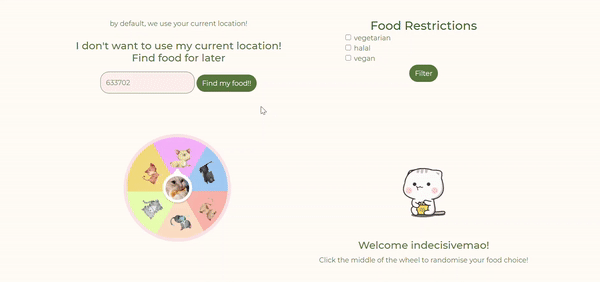 by default, we use your current location!
I don't want to use my current location!
Find food for later
633702
Find my food!!
Food Restrictions
vegetarian
halal
vegan
Filter
Welcome indecisivemao!
Click the middle of the wheel to randomise your food choice!